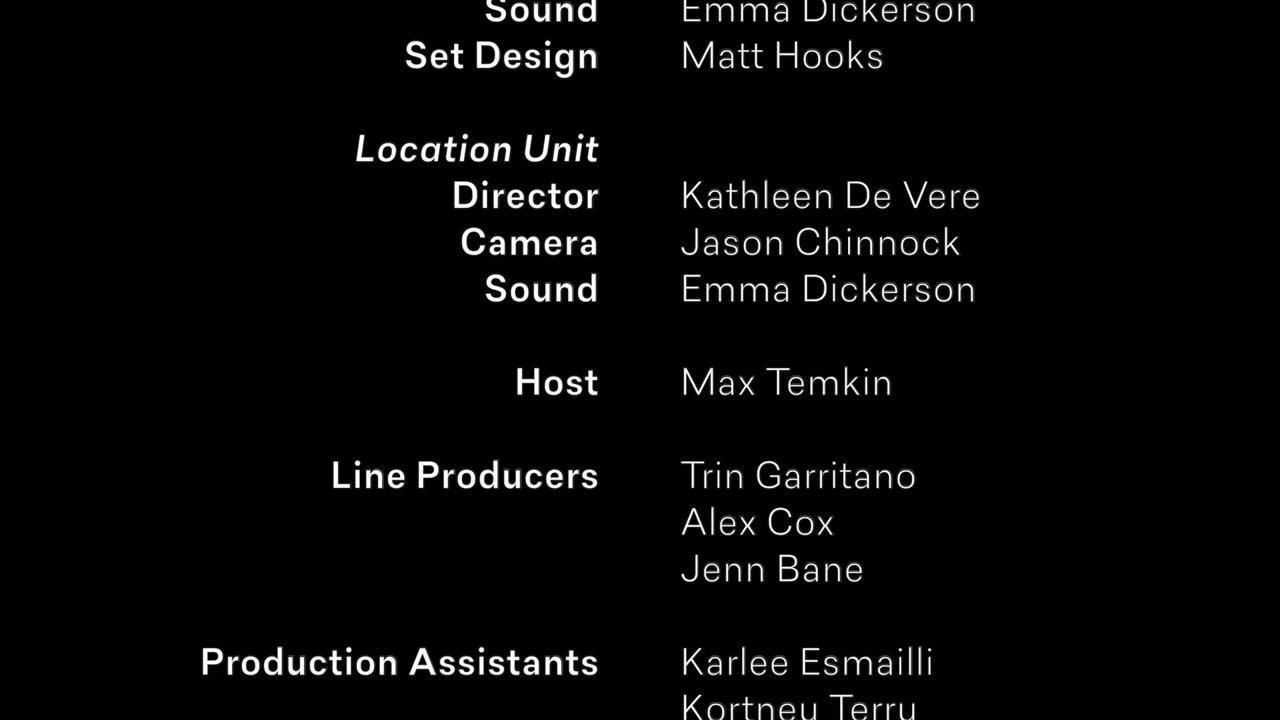 Sound Emma Dickerson
Set Design Matt Hooks
Location Unit
Director Kathleen De Vere
Camera Jason Chinnock
Sound Emma Dickerson
Host Max Temkin
Line Producers Trin Garritano
Alex Cox
Jenn Bane
Production Assistants Karlee Esmailli
Kortney Terry